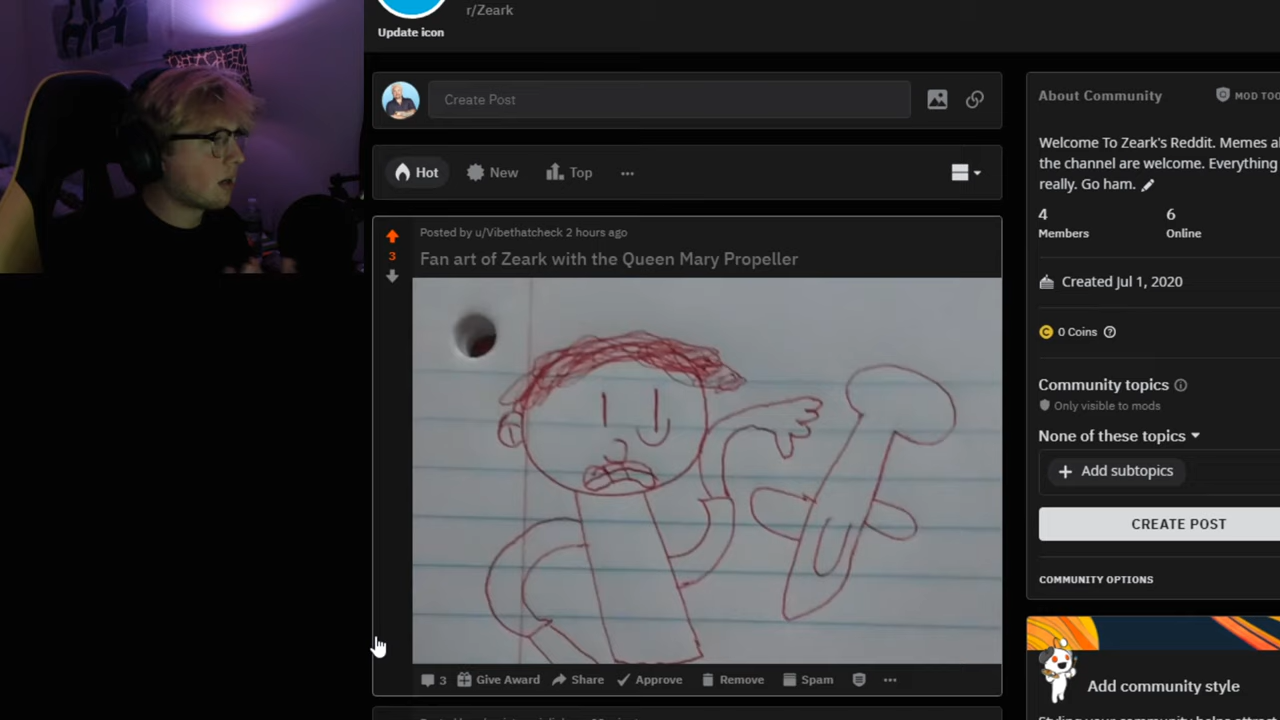 r/Zeark
Update icon
Create Post
Hot
New
Top
Posted by u/Vibethatcheck 2 hours ago
3
Fan art of Zeark with the Queen Mary Propeller
3
Give Award
Share
Approve
Remove
Spam
About Community
MOD
Welcome To Zeark's Reddit. Memes
the channel are welcome. Everything
really. Go ham.
4
6
Members
Online
Created Jul 1, 2020
0 Coins
Community topics
Only visible to mods
None of these topics
Add subtopics
CREATE POST
COMMUNITY OPTIONS
Add community style